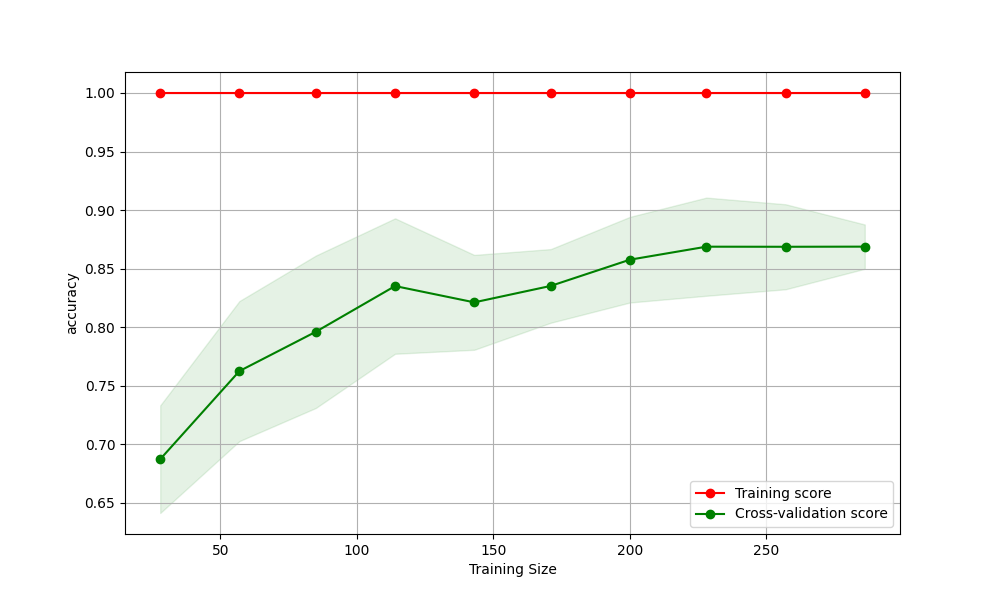 1.00
0.95
0.90
0.85
0.80
0.75
0.70
0.65
accuracy
50 100 150 200 250
Training Size
Training score
Cross-validation score